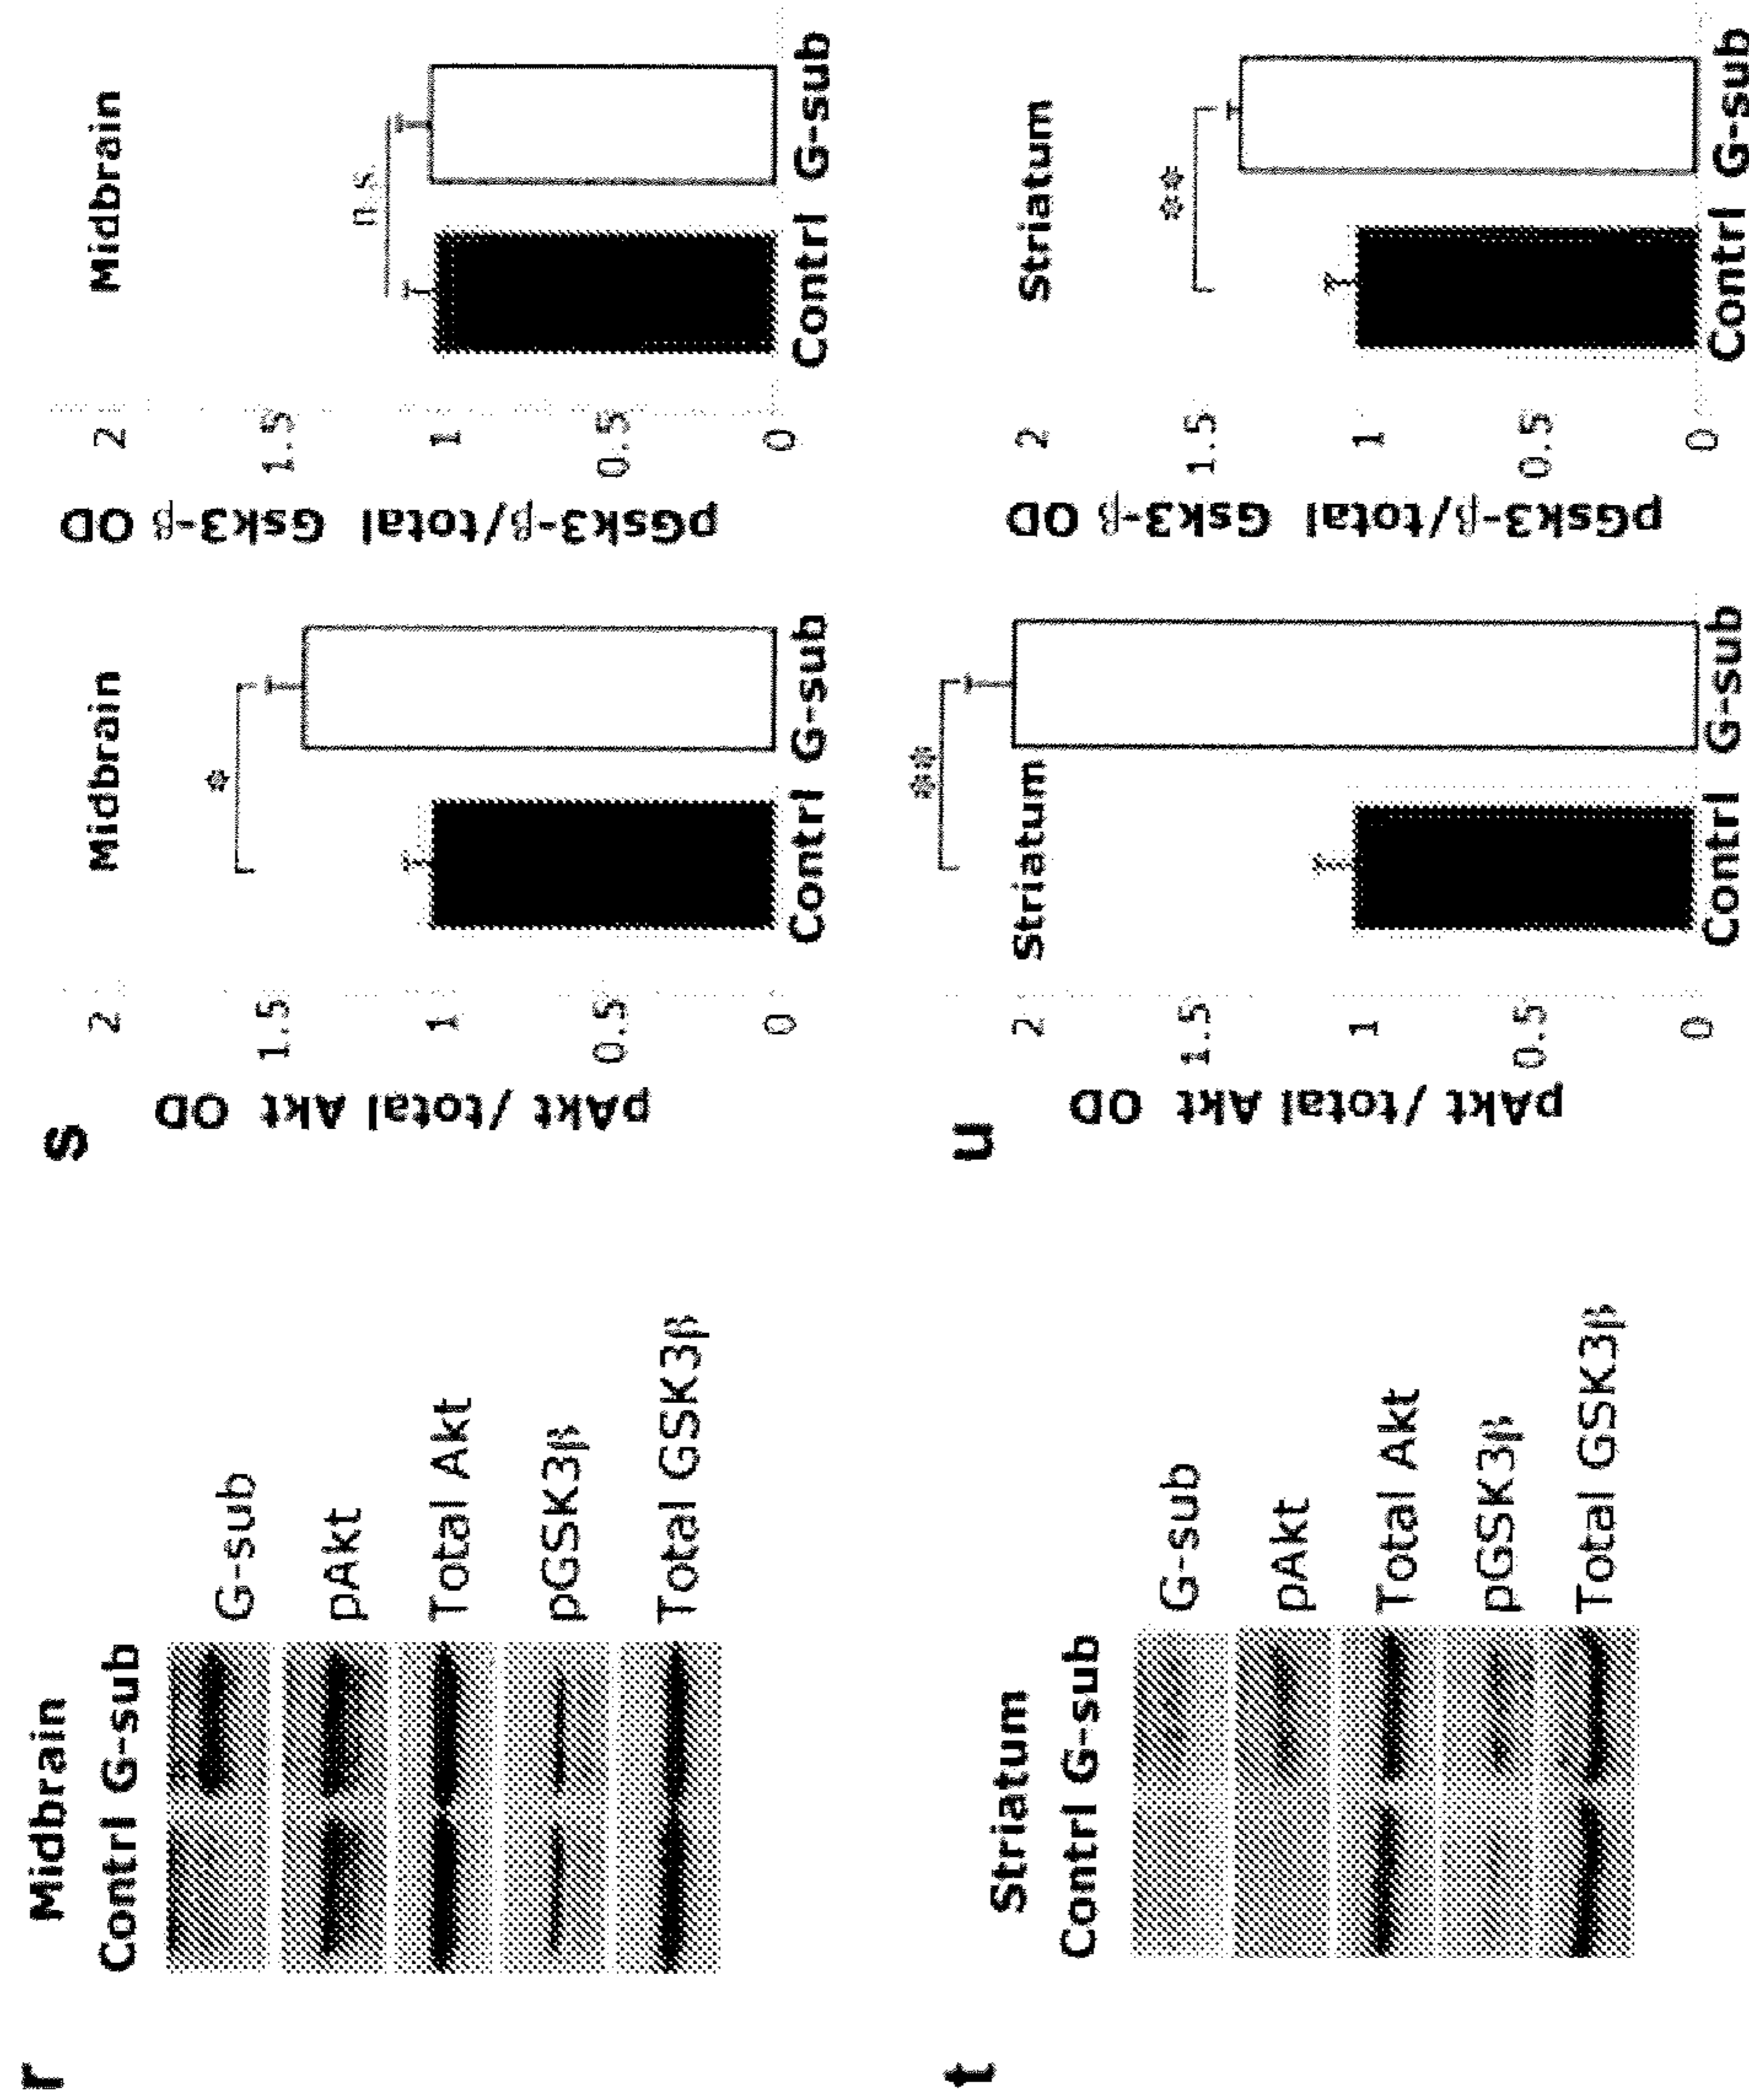 r
Midbrain
Contrl G-sub
G-sub
pAkt
Total Akt
pGSK3β
Total GSK3β
s
Midbrain
pAkt /total Akt OD
2
1.5
1
0.5
0
*
Contrl G-sub
Midbrain
pGsk3-β/total Gsk3-β OD
2
1.5
1
0.5
0
n.s.
Contrl G-sub
t
Striatum
Contrl G-sub
G-sub
pAkt
Total Akt
pGSK3β
Total GSK3β
u
Striatum
pAkt /total Akt OD
2
1.5
1
0.5
0
**
Contrl G-sub
Striatum
pGsk3-β/total Gsk3-β OD
2
1.5
1
0.5
0
**
Contrl G-sub